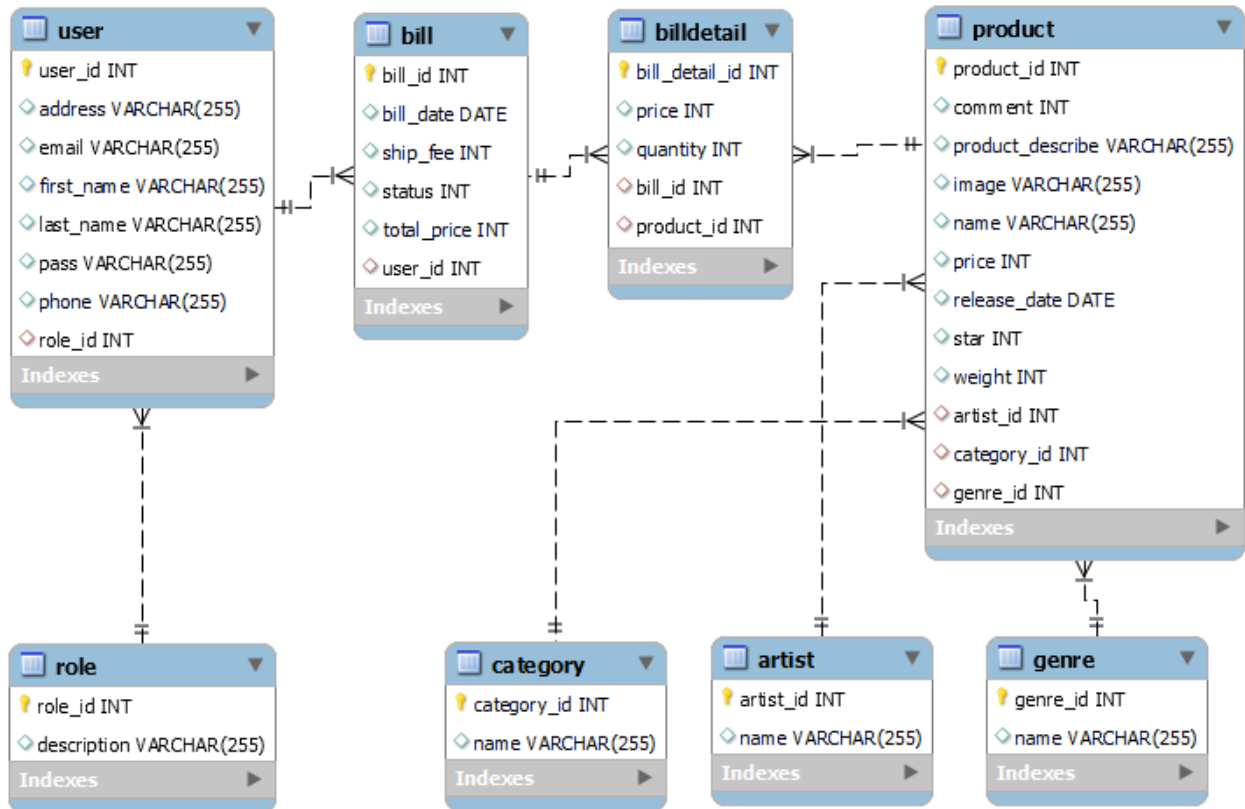 user
user_id INT
address VARCHAR(255)
email VARCHAR(255)
first_name VARCHAR(255)
last_name VARCHAR(255)
pass VARCHAR(255)
phone VARCHAR(255)
role_id INT
Indexes
bill
bill_id INT
bill_date DATE
ship_fee INT
status INT
total_price INT
user_id INT
Indexes
billdetail
bill_detail_id INT
price INT
quantity INT
bill_id INT
product_id INT
Indexes
product
product_id INT
comment INT
product_describe VARCHAR(255)
image VARCHAR(255)
name VARCHAR(255)
price INT
release_date DATE
star INT
weight INT
artist_id INT
category_id INT
genre_id INT
Indexes
role
role_id INT
description VARCHAR(255)
Indexes
category
category_id INT
name VARCHAR(255)
Indexes
artist
artist_id INT
name VARCHAR(255)
Indexes
genre
genre_id INT
name VARCHAR(255)
Indexes